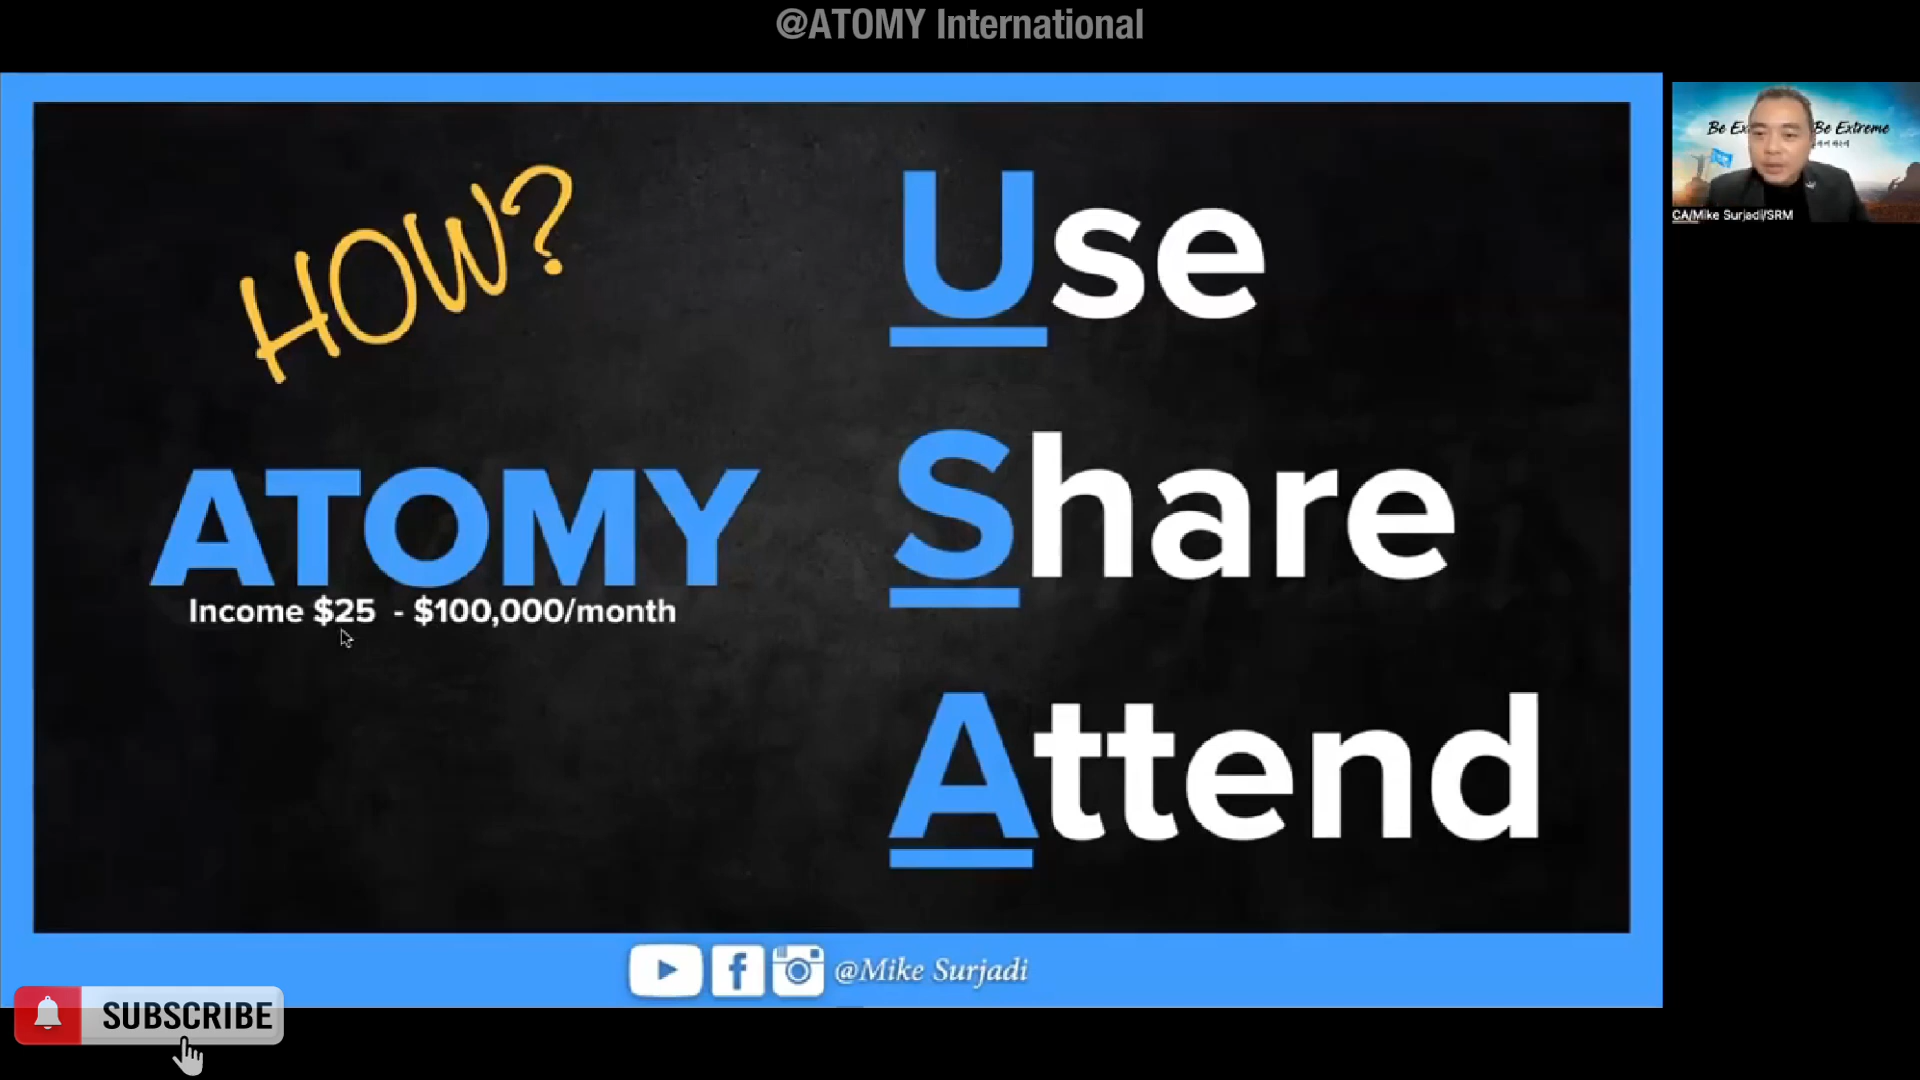 @ATOMY International
HOW?
ATOMY
Income $25 - $100,000/month
Use
Share
Attend
Be Extreme
CA/Mike Surjadi/SRM
@Mike Surjadi
SUBSCRIBE